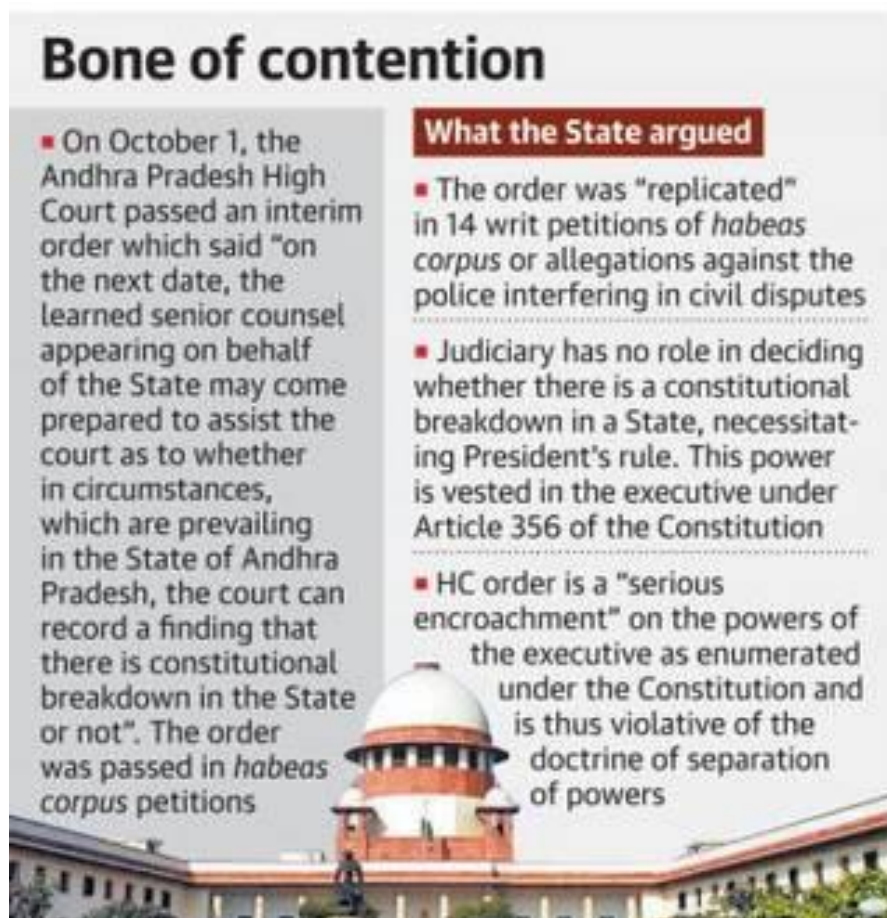 Bone of contention
On October 1, the
Andhra Pradesh High
Court passed an interim
order which said “on
the next date, the
learned senior counsel
appearing on behalf
of the State may come
prepared to assist the
court as to whether
in circumstances,
which are prevailing
in the State of Andhra
Pradesh, the court can
record a finding that
there is constitutional
breakdown in the State
or not”. The order
was passed in habeas
corpus petitions
What the State argued
The order was “replicated”
in 14 writ petitions of habeas
corpus or allegations against the
police interfering in civil disputes
Judiciary has no role in deciding
whether there is a constitutional
breakdown in a State, necessitat-
ing President’s rule. This power
is vested in the executive under
Article 356 of the Constitution
HC order is a “serious
encroachment” on the powers of
the executive as enumerated
under the Constitution and
is thus violative of the
doctrine of separation
of powers